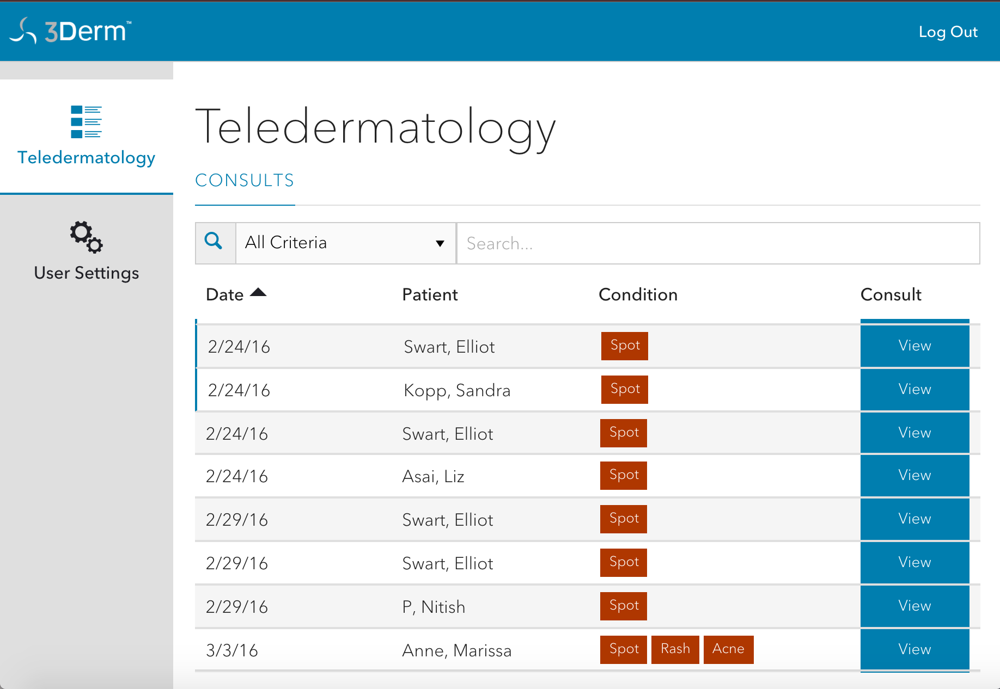 3Derm™
Log Out
Teledermatology
User Settings
Teledermatology
CONSULTS
All Criteria Search...
Date Patient Condition Consult
2/24/16 Swart, Elliot Spot View
2/24/16 Kopp, Sandra Spot View
2/24/16 Swart, Elliot Spot View
2/24/16 Asai, Liz Spot View
2/29/16 Swart, Elliot Spot View
2/29/16 Swart, Elliot Spot View
2/29/16 P, Nitish Spot View
3/3/16 Anne, Marissa Spot Rash Acne View